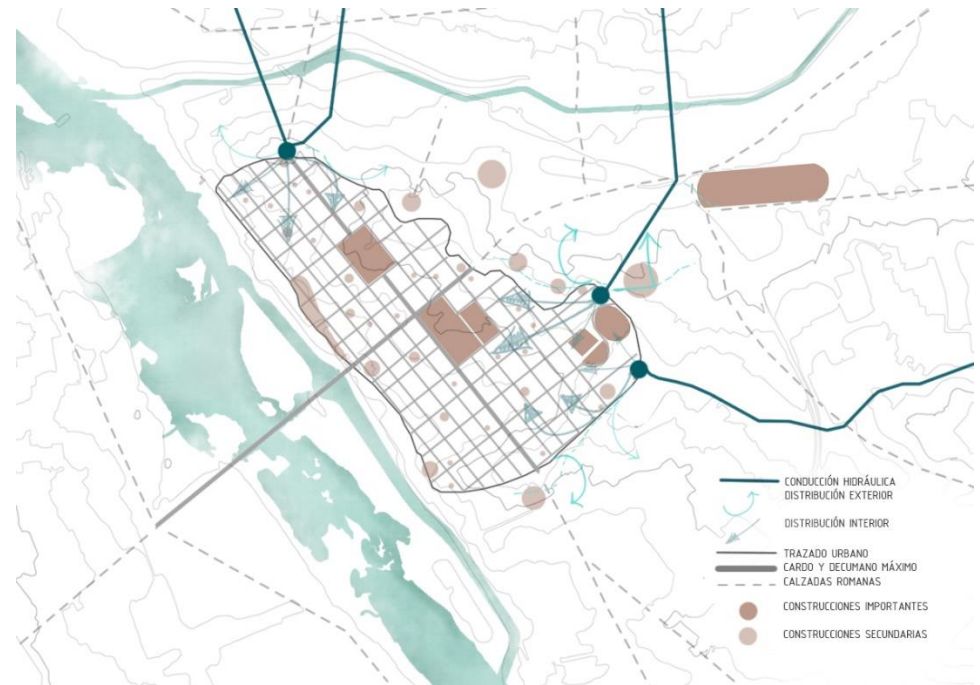 CONDUCCIÓN HIDRÁULICA
DISTRIBUCIÓN EXTERIOR
DISTRIBUCIÓN INTERIOR
TRAZADO URBANO
CARDO Y DECUMANO MÁXIMO
CALZADAS ROMANAS
CONSTRUCCIONES IMPORTANTES
CONSTRUCCIONES SECUNDARIAS